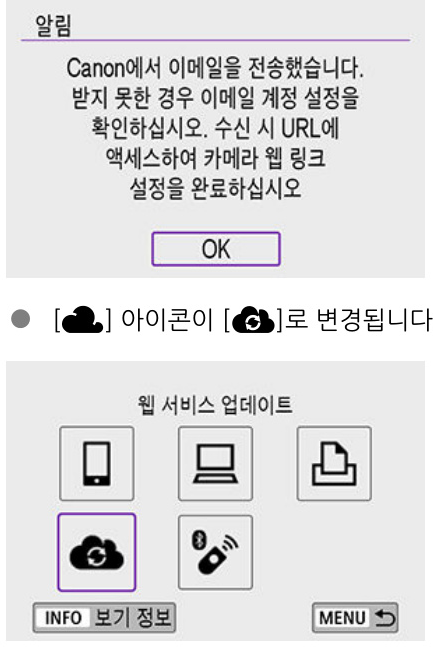 알림
Canon에서 이메일을 전송했습니다.
받지 못한 경우 이메일 계정 설정을
확인하십시오. 수신 시 URL에
액세스하여 카메라 웹 링크
설정을 완료하십시오
OK
● [] 아이콘이 []로 변경됩니다
웹 서비스 업데이트
INFO 보기 정보
MENU